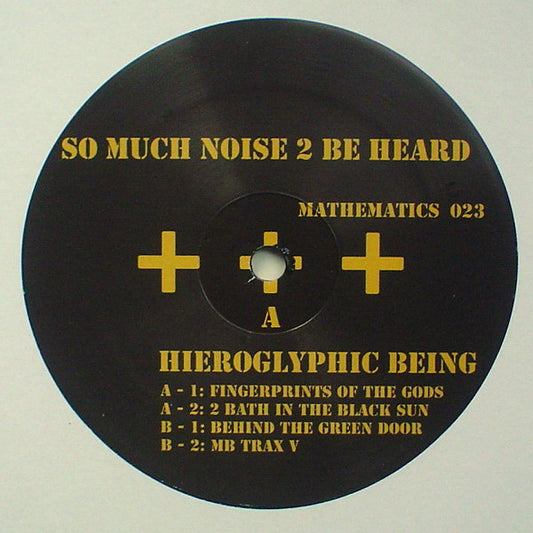 SO MUCH NOISE 2 BE HEARD
MATHEMATICS 023
A
HIEROGLYPHIC BEING
A - 1: FINGERPRINTS OF THE GODS
A - 2: 2 BATH IN THE BLACK SUN
B - 1: BEHIND THE GREEN DOOR
B - 2: MB TRAX V